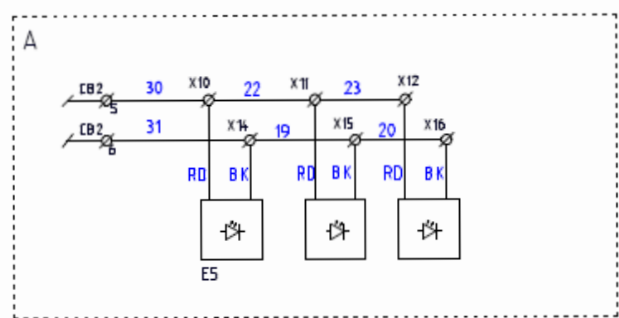 A
CB2 30 X10 22 X11 23 X12
5
CB2 31 X14 19 X15 20 X16
6
RD BK RD BK RD BK
E5